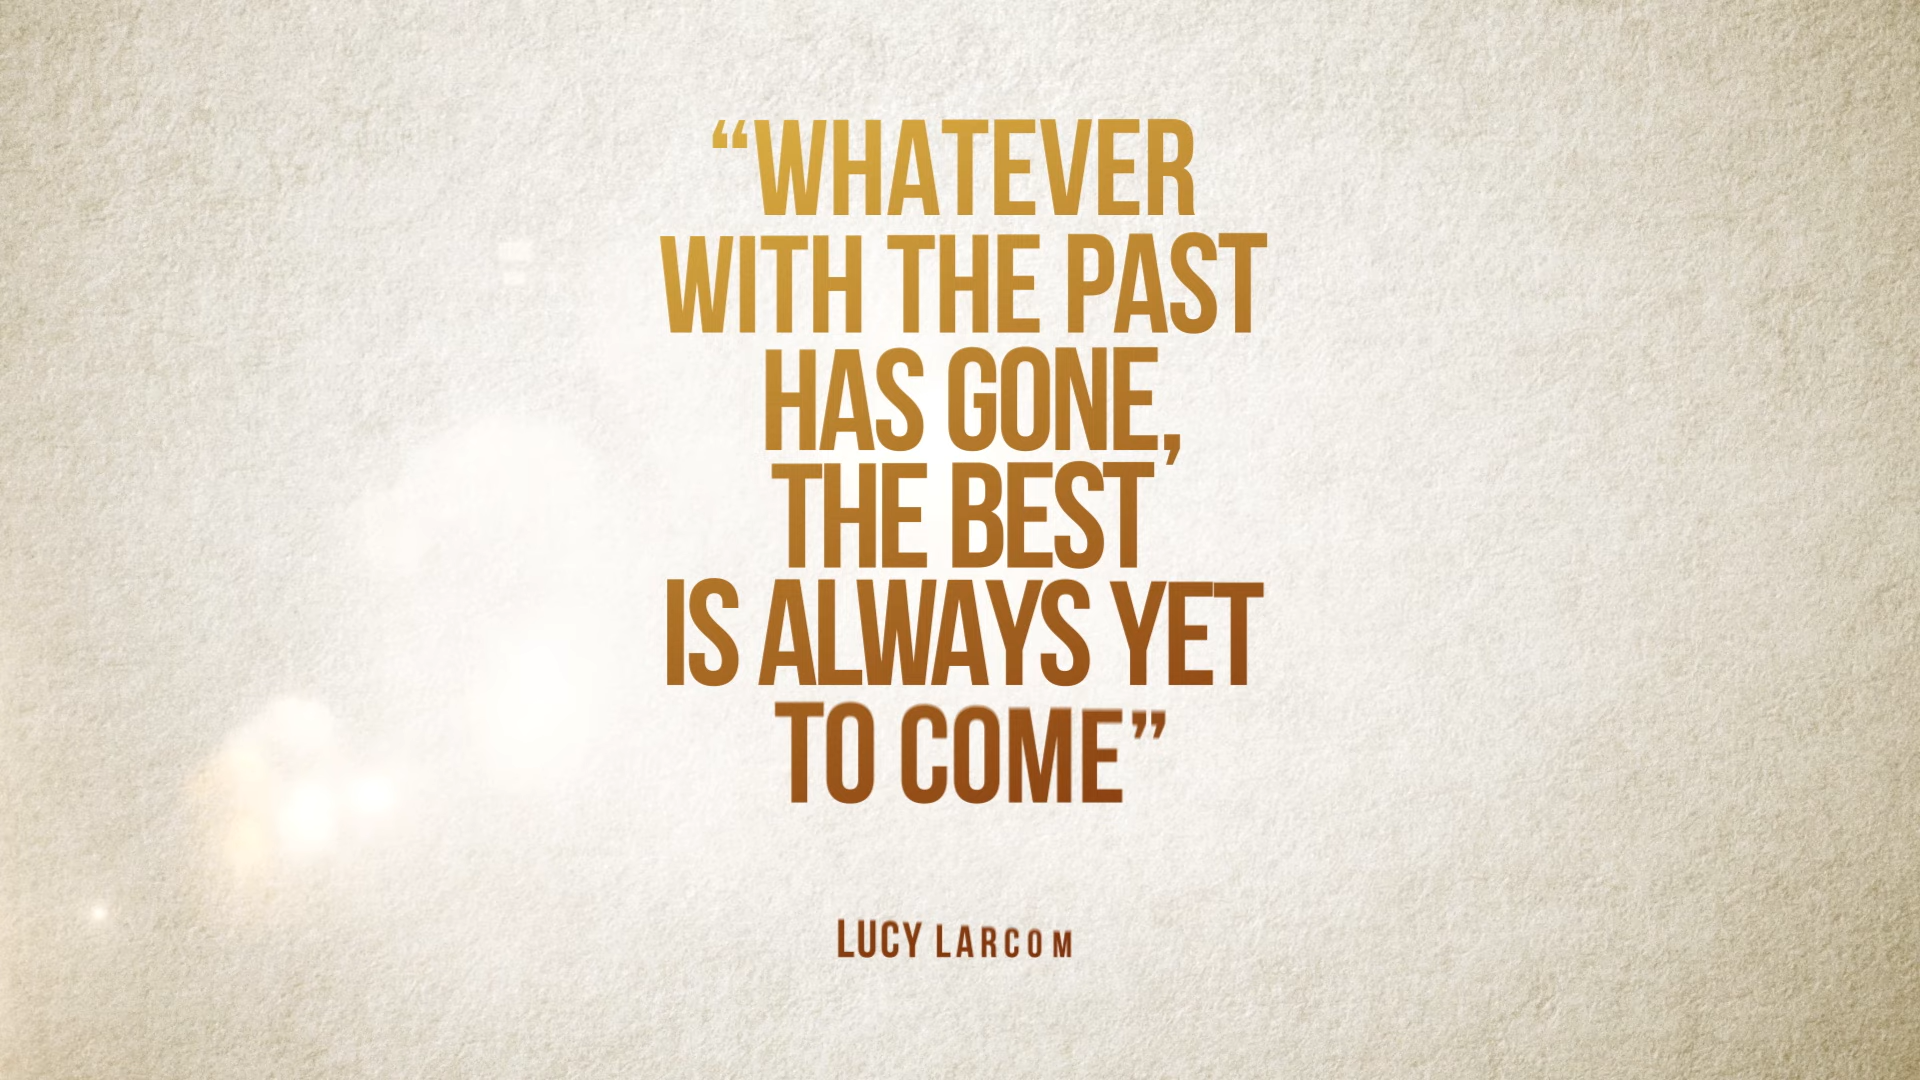 “WHATEVER
WITH THE PAST
HAS GONE,
THE BEST
IS ALWAYS YET
TO COME”
LUCY LARCOM